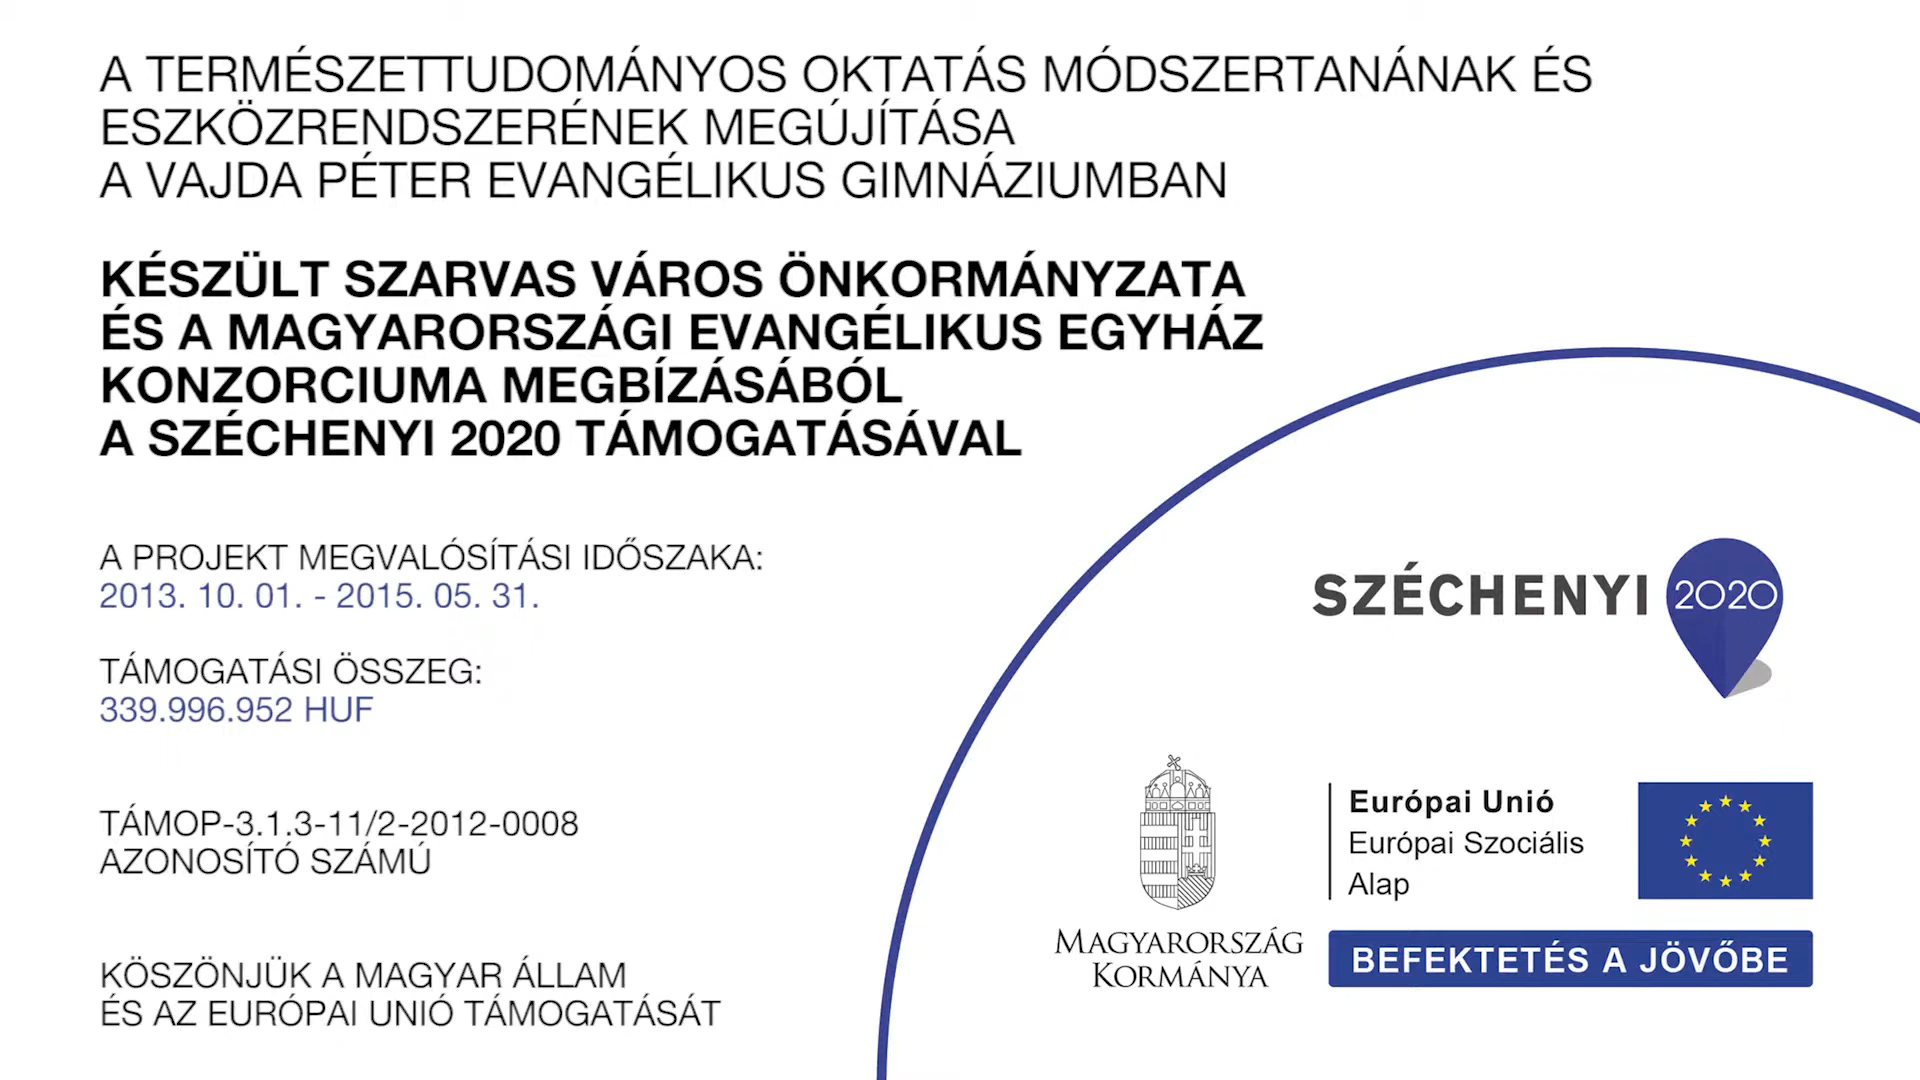 A TERMÉSZETTUDOMÁNYOS OKTATÁS MÓDSZERTANÁNAK ÉS
ESZKÖZRENDSZERÉNEK MEGÚJÍTÁSA
A VAJDA PÉTER EVANGÉLIKUS GIMNÁZIUMBAN
KÉSZÜLT SZARVAS VÁROS ÖNKORMÁNYZATA
ÉS A MAGYARORSZÁGI EVANGÉLIKUS EGYHÁZ
KONZORCIUMA MEGBÍZÁSÁBÓL
A SZÉCHENYI 2020 TÁMOGATÁSÁVAL
A PROJEKT MEGVALÓSÍTÁSI IDŐSZAKA:
2013. 10. 01. - 2015. 05. 31.
TÁMOGATÁSI ÖSSZEG:
339.996.952 HUF
TÁMOP-3.1.3-11/2-2012-0008
AZONOSÍTÓ SZÁMÚ
KÖSZÖNJÜK A MAGYAR ÁLLAM
ÉS AZ EURÓPAI UNIÓ TÁMOGATÁSÁT
SZÉCHENYI 2020
MAGYARORSZÁG
KORMÁNYA
Európai Unió
Európai Szociális
Alap
BEFEKTETÉS A JÖVŐBE